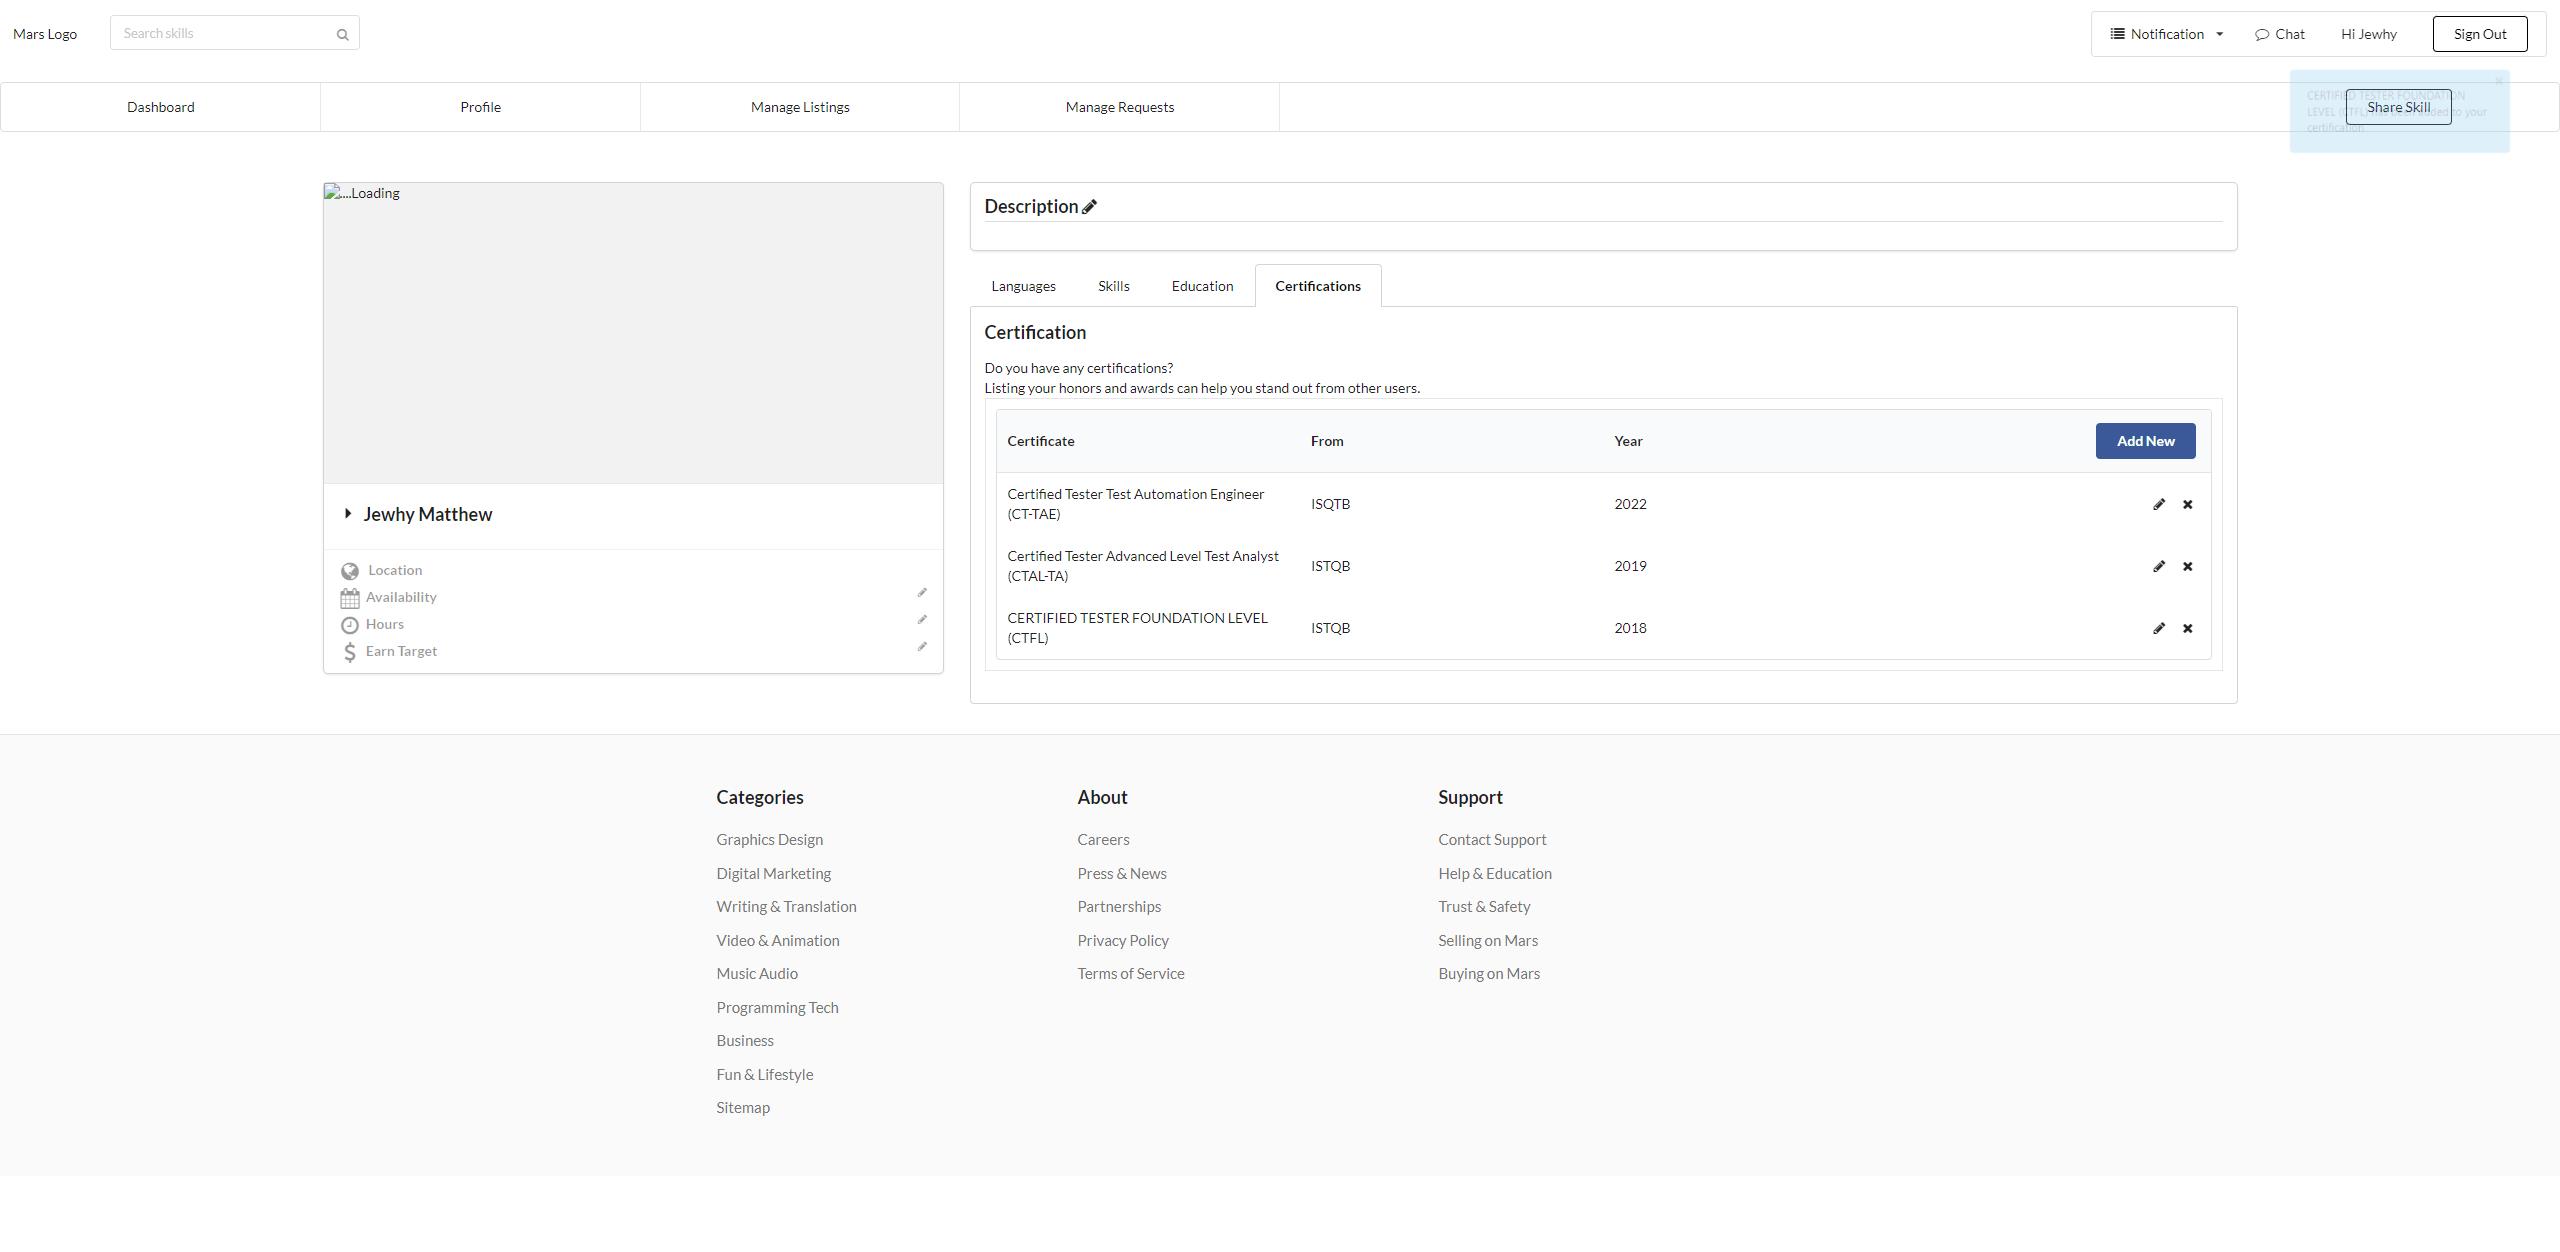 Mars Logo
Search skills
Notification
Chat
Hi Jewhy
Sign Out
Dashboard
Profile
Manage Listings
Manage Requests
Share Skill
CERTIFIED TESTER FOUNDATION
LEVEL (CTFL) has been added to your
certification
....Loading
Jewhy Matthew
Location
Availability
Hours
Earn Target
Description
Languages
Skills
Education
Certifications
Certification
Do you have any certifications?
Listing your honors and awards can help you stand out from other users.
Certificate From Year Add New
Certified Tester Test Automation Engineer
(CT-TAE)
ISQTB
2022
Certified Tester Advanced Level Test Analyst
(CTAL-TA)
ISTQB
2019
CERTIFIED TESTER FOUNDATION LEVEL
(CTFL)
ISTQB
2018
Categories
Graphics Design
Digital Marketing
Writing & Translation
Video & Animation
Music Audio
Programming Tech
Business
Fun & Lifestyle
Sitemap
About
Careers
Press & News
Partnerships
Privacy Policy
Terms of Service
Support
Contact Support
Help & Education
Trust & Safety
Selling on Mars
Buying on Mars